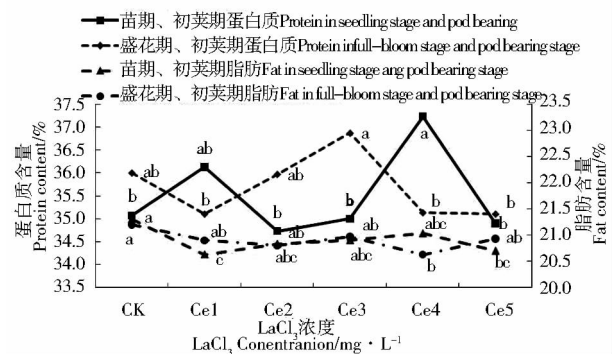 苗期、初荚期蛋白质Protein in seedling stage and pod bearing
盛花期、初荚期蛋白质Protein infull-bloom stage and pod bearing stage
苗期、初荚期脂肪Fat in seedling stage ang pod bearing stage
盛花期、初荚期脂肪Fat in full-bloom stage and pod bearing stage
蛋白质含量
Protein content/%
37.5
37.0
36.5
36.0
35.5
35.0
34.5
34.0
33.5
脂肪含量
Fat content/%
23.5
23.0
22.5
22.0
21.5
21.0
20.5
20.0
ab ab ab a a
b b b b b
a ab ab ab abc b
a c abc abc b ab bc
CK Ce1 Ce2 Ce3 Ce4 Ce5
LaCl3浓度
LaCl3 Conentranion/mg·L-1